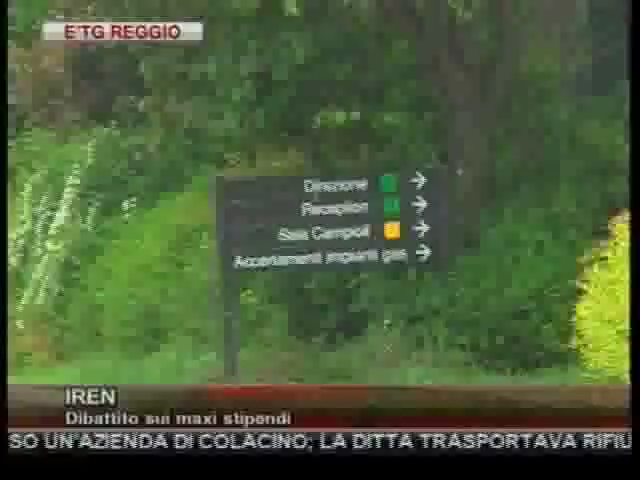 E'TG REGGIO
Direzione
Reception
Sala Campioli
Accertamenti impianti gas
IREN
Dibattito sui maxi stipendi
SO UN'AZIENDA DI COLACINO; LA DITTA TRASPORTAVA RIFIU